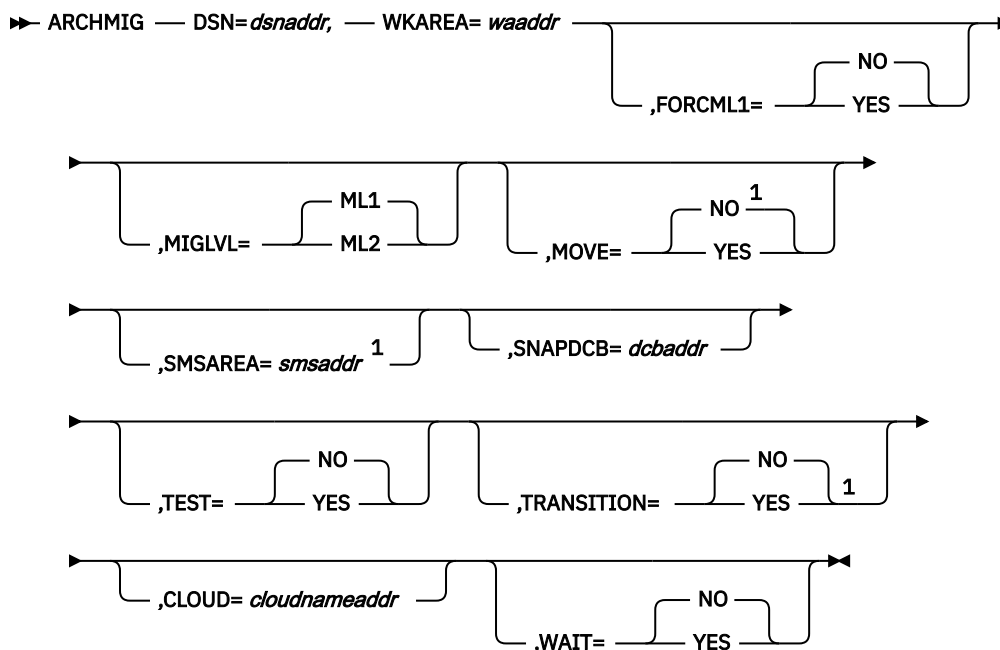 ARCHMIG DSN= dsnaddr, WKAREA= waaddr
NO
,FORCML1= YES
ML1
,MIGLVL= ML2
NO 1
,MOVE= YES
,SMSAREA= smsaddr 1
,SNAPDCB= dcbaddr
NO
,TEST= YES
NO
,TRANSITION= YES 1
,CLOUD= cloudnameaddr
NO
,WAIT= YES